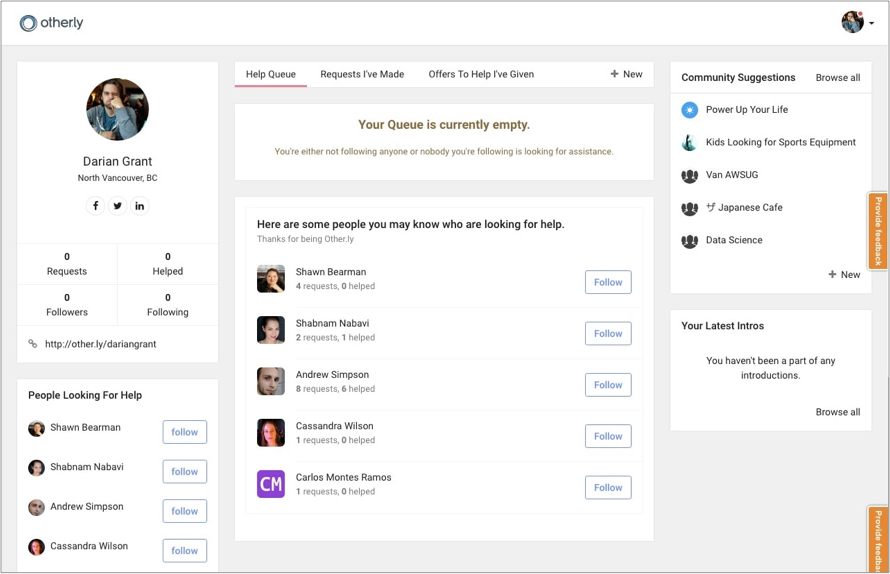 otherly
Darian Grant
North Vancouver, BC
0
Requests
0
Helped
0
Followers
0
Following
http://other.ly/dariangrant
People Looking For Help
Shawn Bearman
follow
Shabnam Nabavi
follow
Andrew Simpson
follow
Cassandra Wilson
follow
Help Queue
Requests I've Made
Offers To Help I've Given
+ New
Your Queue is currently empty.
You're either not following anyone or nobody you're following is looking for assistance.
Here are some people you may know who are looking for help.
Thanks for being Other.ly
Shawn Bearman
4 requests, 0 helped
Follow
Shabnam Nabavi
2 requests, 1 helped
Follow
Andrew Simpson
8 requests, 6 helped
Follow
Cassandra Wilson
1 requests, 0 helped
Follow
CM
Carlos Montes Ramos
1 requests, 0 helped
Follow
Community Suggestions
Browse all
Power Up Your Life
Kids Looking for Sports Equipment
Van AWSUG
ザ Japanese Cafe
Data Science
+ New
Your Latest Intros
You haven't been a part of any
introductions.
Browse all
Provide feedback
Provide feedba